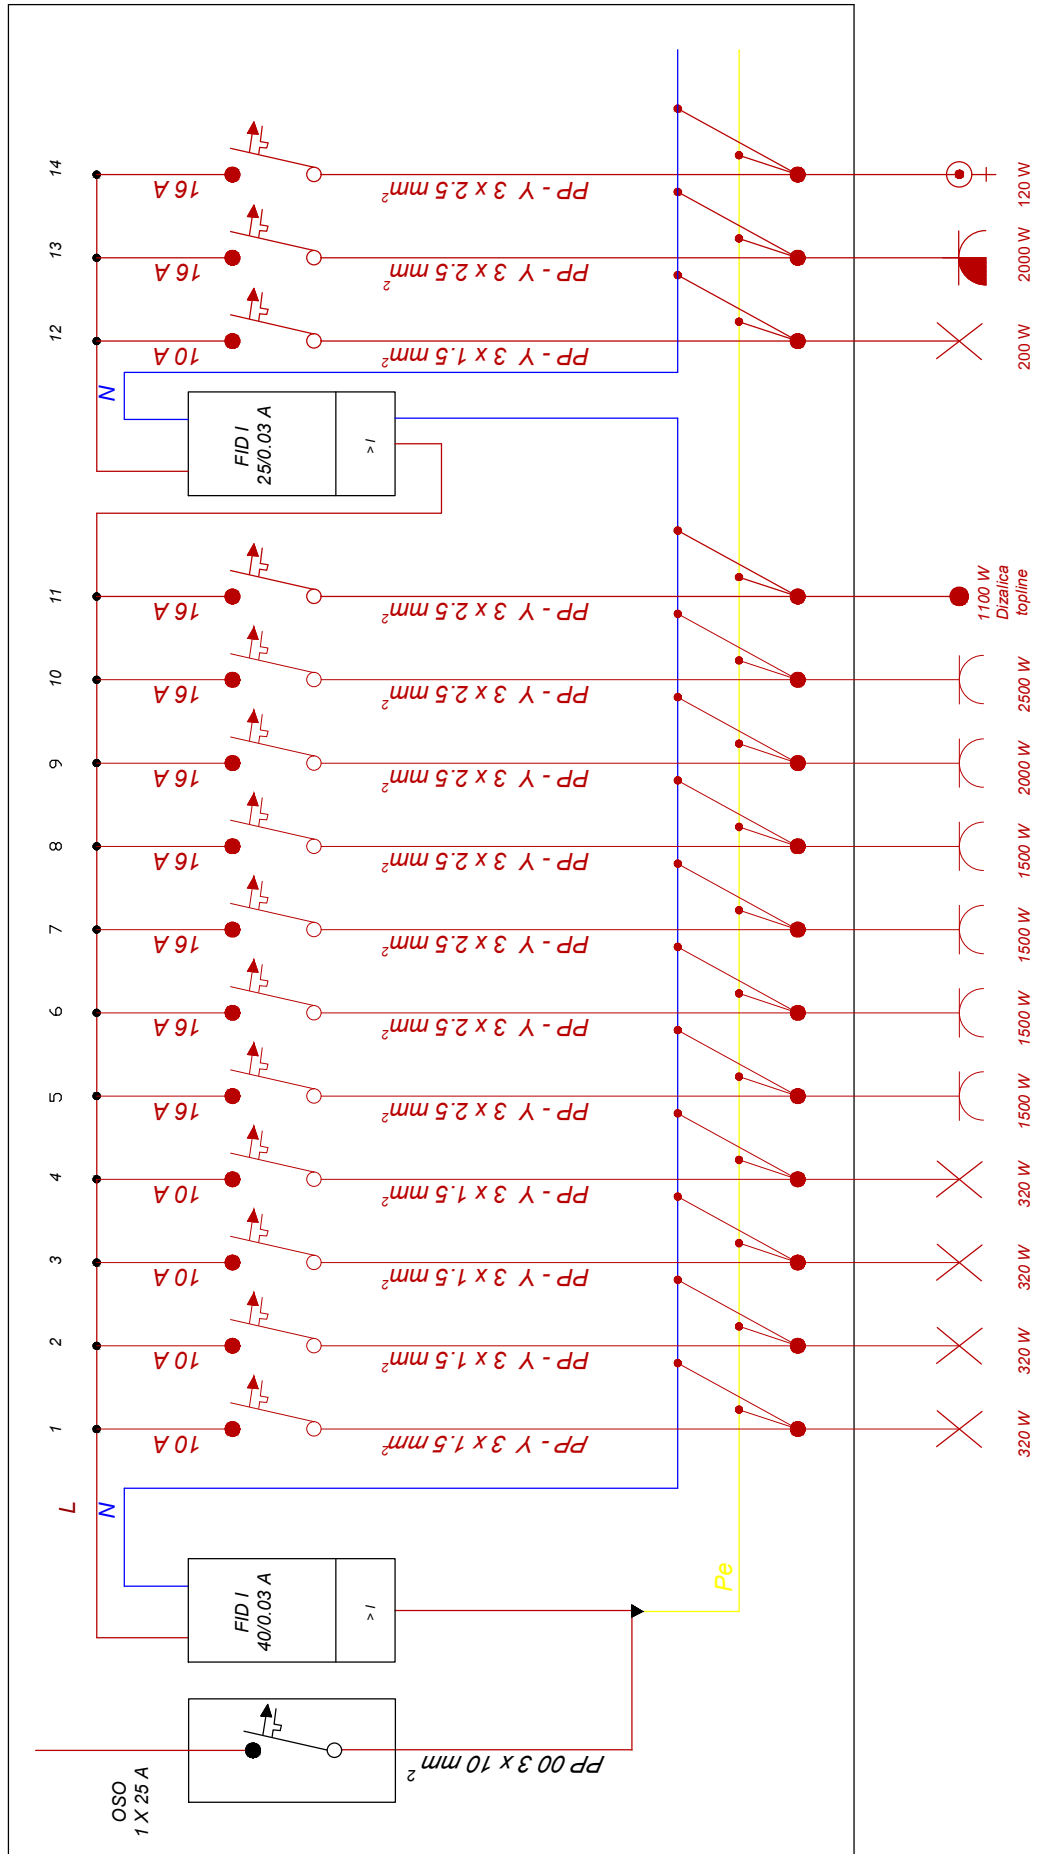 14
16 A
PP - Y 3 x 2.5 mm²
120 W
13
16 A
PP - Y 3 x 2.5 mm²
2000 W
12
10 A
PP - Y 3 x 1.5 mm²
200 W
N
FID I
25/0.03 A
> I
11
16 A
PP - Y 3 x 2.5 mm²
1100 W
Dizalica
topline
10
16 A
PP - Y 3 x 2.5 mm²
2500 W
9
16 A
PP - Y 3 x 2.5 mm²
2000 W
8
16 A
PP - Y 3 x 2.5 mm²
1500 W
7
16 A
PP - Y 3 x 2.5 mm²
1500 W
6
16 A
PP - Y 3 x 2.5 mm²
1500 W
5
16 A
PP - Y 3 x 2.5 mm²
1500 W
4
10 A
PP - Y 3 x 1.5 mm²
320 W
3
10 A
PP - Y 3 x 1.5 mm²
320 W
2
10 A
PP - Y 3 x 1.5 mm²
320 W
1
10 A
PP - Y 3 x 1.5 mm²
320 W
L
N
Pe
FID I
40/0.03 A
> I
OSO
1 X 25 A
PP 00 3 x 10 mm²